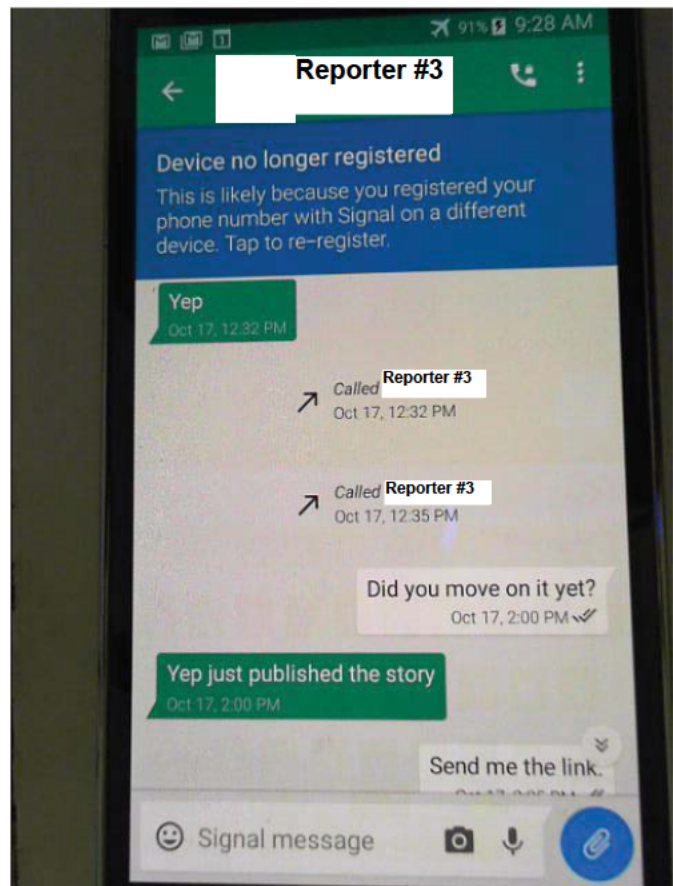 91% 9:28 AM
Reporter #3
Device no longer registered
This is likely because you registered your
phone number with Signal on a different
device. Tap to re-register.
Yep
Oct 17, 12:32 PM
Called Reporter #3
Oct 17, 12:32 PM
Called Reporter #3
Oct 17, 12:35 PM
Did you move on it yet?
Oct 17, 2:00 PM
Yep just published the story
Oct 17, 2:00 PM
Send me the link.
Signal message